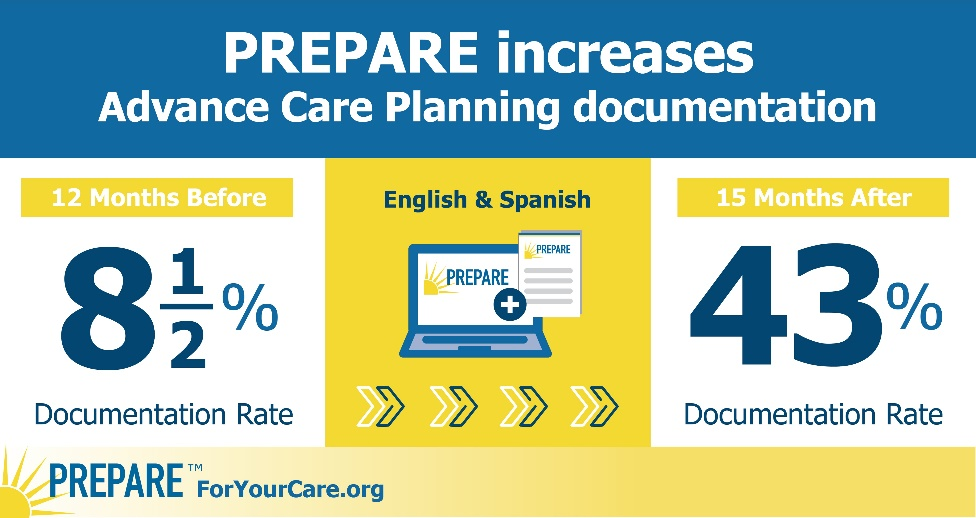 PREPARE increases
Advance Care Planning documentation
12 Months Before
8 1/2 %
Documentation Rate
English & Spanish
PREPARE
PREPARE
+
15 Months After
43%
Documentation Rate
PREPARE™ ForYourCare.org